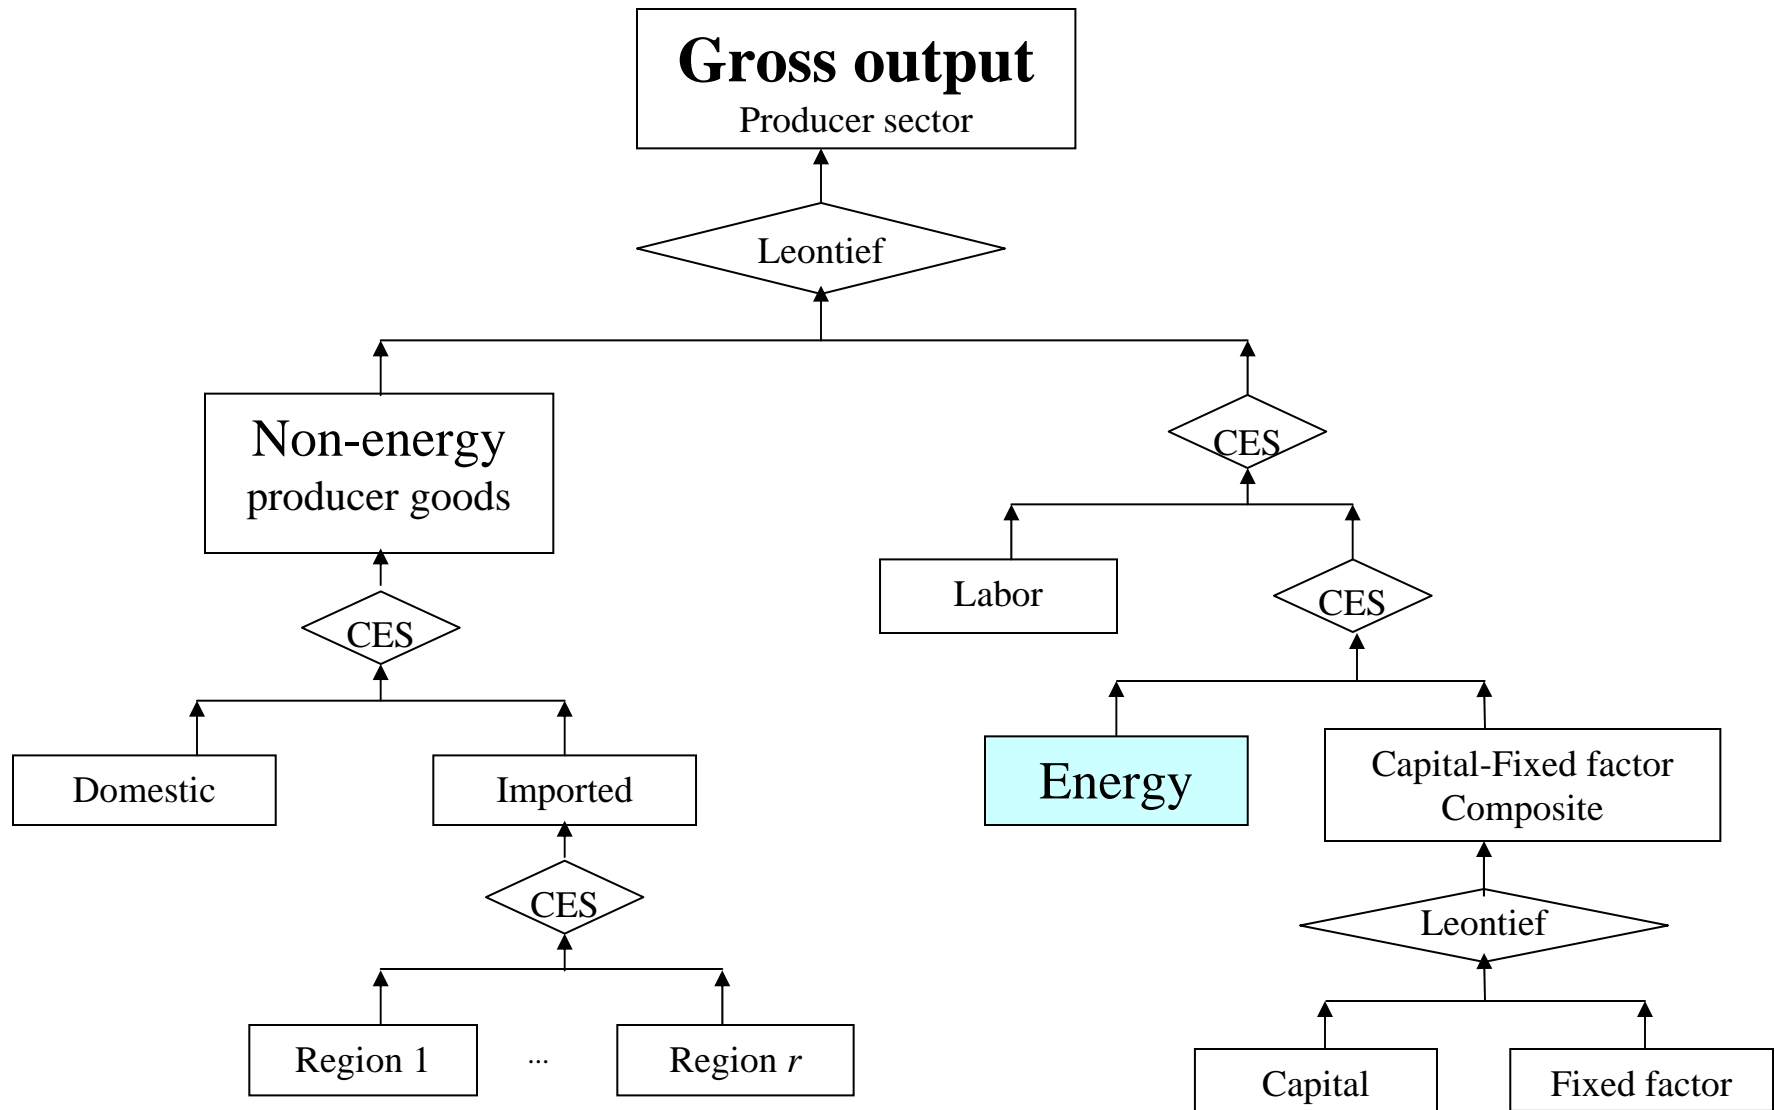 Gross output
Producer sector
Leontief
Non-energy
producer goods
CES
CES
Labor
CES
CES
Domestic
Imported
Energy
Capital-Fixed factor
Composite
CES
Leontief
Region 1
...
Region r
Capital
Fixed factor